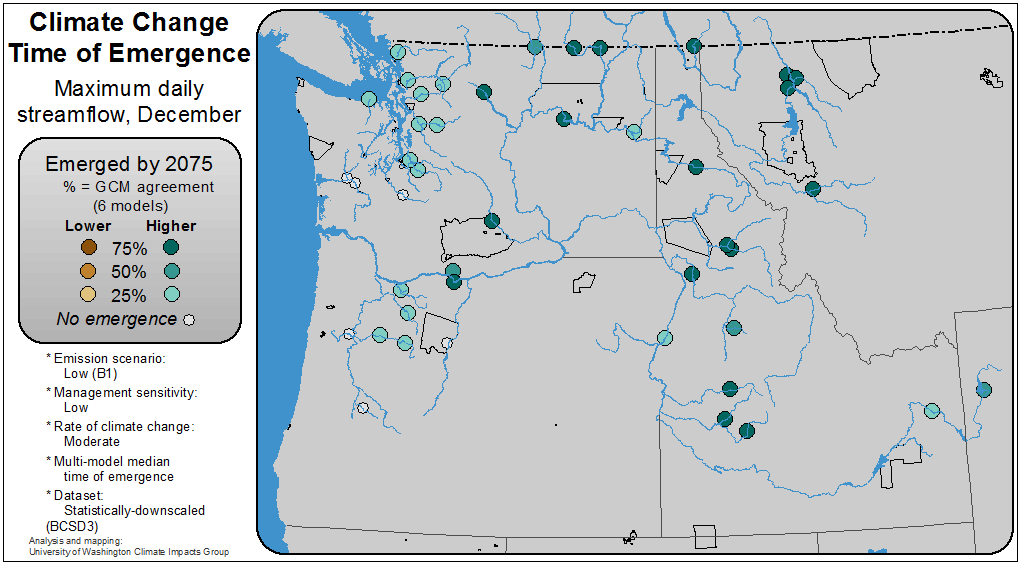 Climate Change
Time of Emergence
Maximum daily
streamflow, December
Emerged by 2075
% = GCM agreement
(6 models)
Lower Higher
75%
50%
25%
No emergence
* Emission scenario:
Low (B1)
* Management sensitivity:
Low
* Rate of climate change:
Moderate
* Multi-model median
time of emergence
* Dataset:
Statistically-downscaled
(BCSD3)
Analysis and mapping:
University of Washington Climate Impacts Group